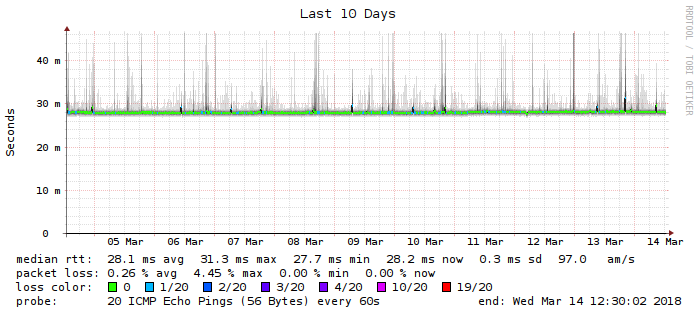 Last 10 Days
RRDTOOL / TOBI OETIKER
Seconds
40 m
30 m
20 m
10 m
0
05 Mar 06 Mar 07 Mar 08 Mar 09 Mar 10 Mar 11 Mar 12 Mar 13 Mar 14 Mar
median rtt: 28.1 ms avg 31.3 ms max 27.7 ms min 28.2 ms now 0.3 ms sd 97.0 am/s
packet loss: 0.26 % avg 4.45 % max 0.00 % min 0.00 % now
loss color: 0 1/20 2/20 3/20 4/20 10/20 19/20
probe: 20 ICMP Echo Pings (56 Bytes) every 60s end: Wed Mar 14 12:30:02 2018